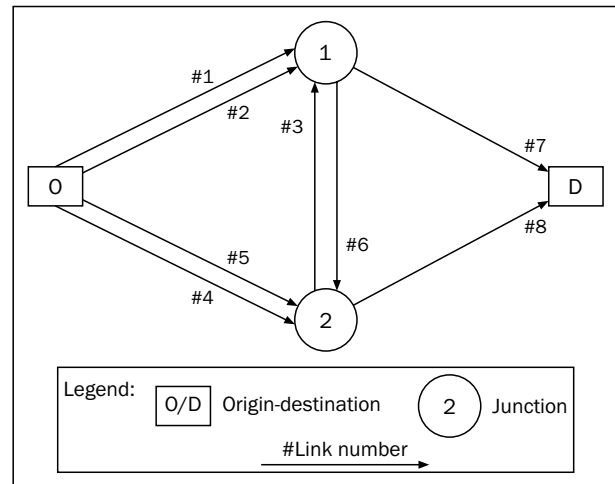 1
#1
#2
#3
#7
O
D
#5
#6
#8
#4
2
Legend:
O/D Origin-destination
2 Junction
#Link number